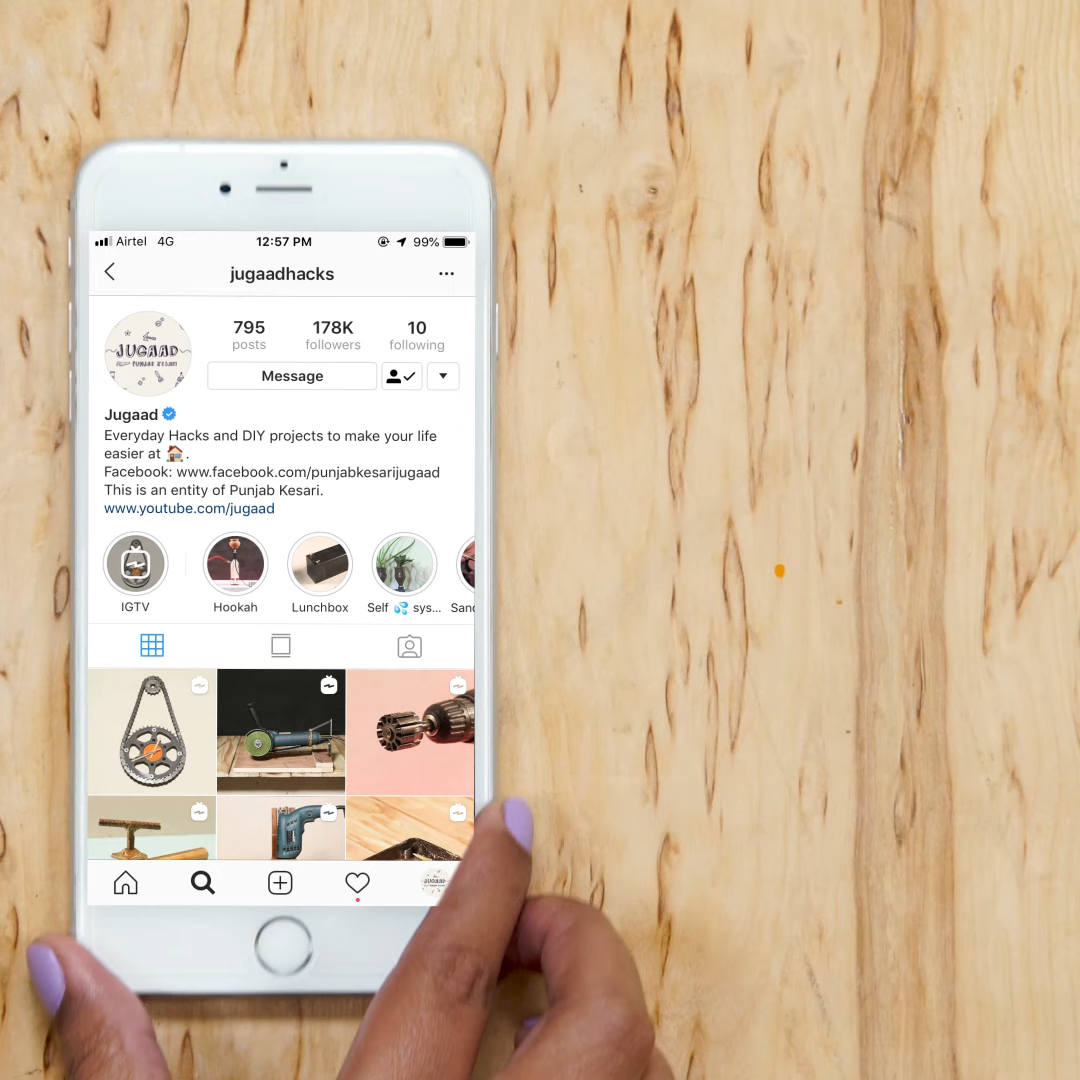 Airtel 4G 12:57 PM 99%
jugaadhacks
795 178K 10
posts followers following
JUGAAD
PUNJAB KESARI
Message
Jugaad
Everyday Hacks and DIY projects to make your life
easier at 🏠.
Facebook: www.facebook.com/punjabkesarijugaad
This is an entity of Punjab Kesari.
www.youtube.com/jugaad
IGTV Hookah Lunchbox Self 💦 sys... Sand
JUGAAD